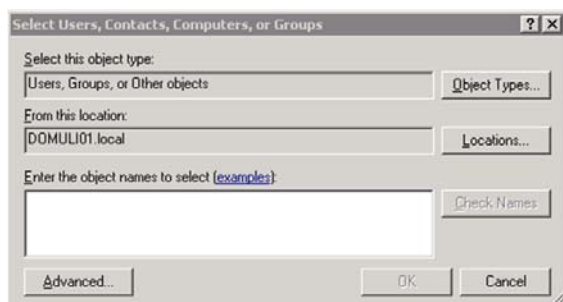 Select Users, Contacts, Computers, or Groups
Select this object type:
Users, Groups, or Other objects
Object Types...
From this location:
DOMULI01.local
Locations...
Enter the object names to select (examples):
Check Names
Advanced...
OK
Cancel